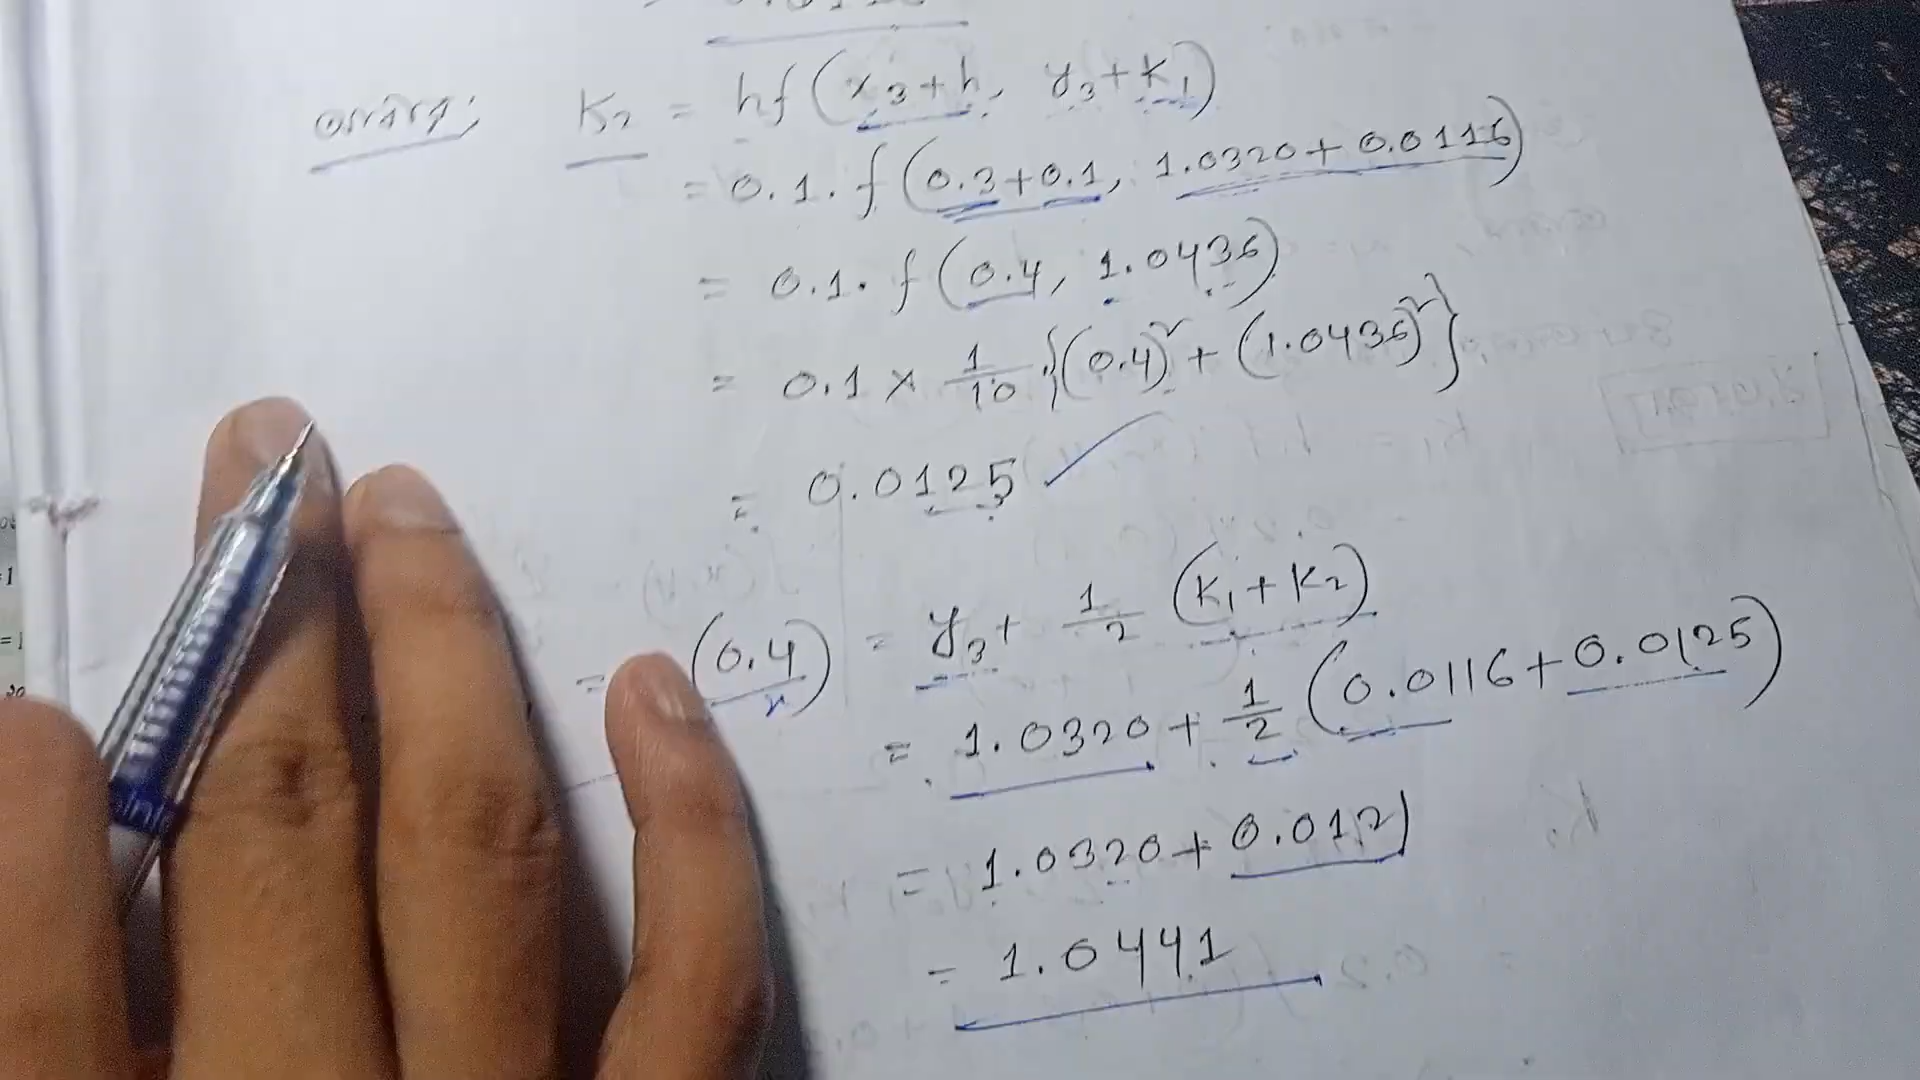 আবার, K₂ = hf(x₃+h, y₃+K₁)
= 0.1. f(0.3+0.1, 1.0320+0.0116)
= 0.1. f(0.4, 1.0436)
= 0.1 × 1/10 . {(0.4)² + (1.0436)²}
= 0.0125
= (0.4) = y₃ + 1/2 (K₁+K₂)
= 1.0320 + 1/2 (0.0116+0.0125)
= 1.0320 + 0.0121
= 1.0441